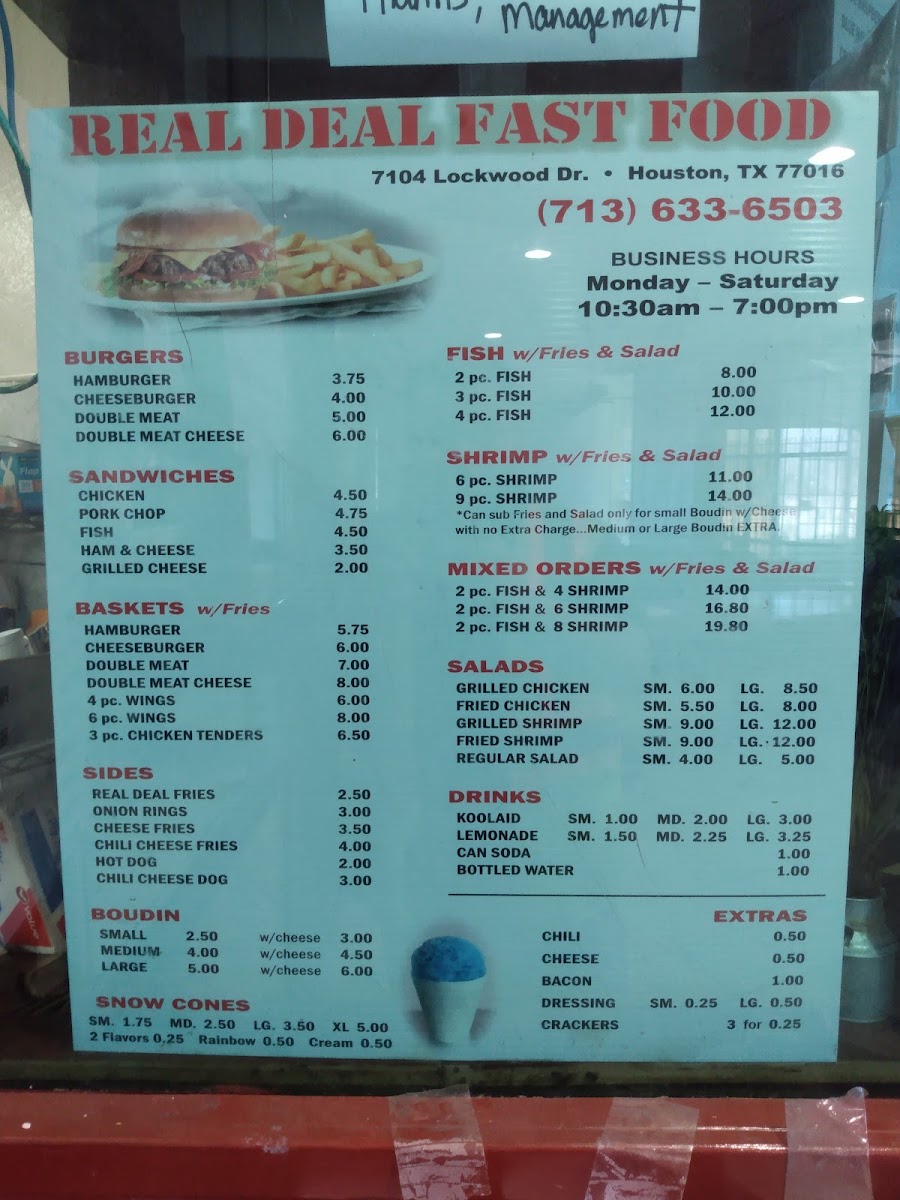 Management
REAL DEAL FAST FOOD
7104 Lockwood Dr. • Houston, TX 77016
(713) 633-6503
BUSINESS HOURS
Monday – Saturday
10:30am – 7:00pm
BURGERS
HAMBURGER 3.75
CHEESEBURGER 4.00
DOUBLE MEAT 5.00
DOUBLE MEAT CHEESE 6.00
SANDWICHES
CHICKEN 4.50
PORK CHOP 4.75
FISH 4.50
HAM & CHEESE 3.50
GRILLED CHEESE 2.00
BASKETS w/Fries
HAMBURGER 5.75
CHEESEBURGER 6.00
DOUBLE MEAT 7.00
DOUBLE MEAT CHEESE 8.00
4 pc. WINGS 6.00
6 pc. WINGS 8.00
3 pc. CHICKEN TENDERS 6.50
SIDES
REAL DEAL FRIES 2.50
ONION RINGS 3.00
CHEESE FRIES 3.50
CHILI CHEESE FRIES 4.00
HOT DOG 2.00
CHILI CHEESE DOG 3.00
BOUDIN
SMALL 2.50 w/cheese 3.00
MEDIUM 4.00 w/cheese 4.50
LARGE 5.00 w/cheese 6.00
SNOW CONES
SM. 1.75 MD. 2.50 LG. 3.50 XL 5.00
2 Flavors 0.25 Rainbow 0.50 Cream 0.50
FISH w/Fries & Salad
2 pc. FISH 8.00
3 pc. FISH 10.00
4 pc. FISH 12.00
SHRIMP w/Fries & Salad
6 pc. SHRIMP 11.00
9 pc. SHRIMP 14.00
*Can sub Fries and Salad only for small Boudin w/Cheese
with no Extra Charge...Medium or Large Boudin EXTRA.
MIXED ORDERS w/Fries & Salad
2 pc. FISH & 4 SHRIMP 14.00
2 pc. FISH & 6 SHRIMP 16.80
2 pc. FISH & 8 SHRIMP 19.80
SALADS
GRILLED CHICKEN SM. 6.00 LG. 8.50
FRIED CHICKEN SM. 5.50 LG. 8.00
GRILLED SHRIMP SM. 9.00 LG. 12.00
FRIED SHRIMP SM. 9.00 LG. 12.00
REGULAR SALAD SM. 4.00 LG. 5.00
DRINKS
KOOLAID SM. 1.00 MD. 2.00 LG. 3.00
LEMONADE SM. 1.50 MD. 2.25 LG. 3.25
CAN SODA 1.00
BOTTLED WATER 1.00
EXTRAS
CHILI 0.50
CHEESE 0.50
BACON 1.00
DRESSING SM. 0.25 LG. 0.50
CRACKERS 3 for 0.25